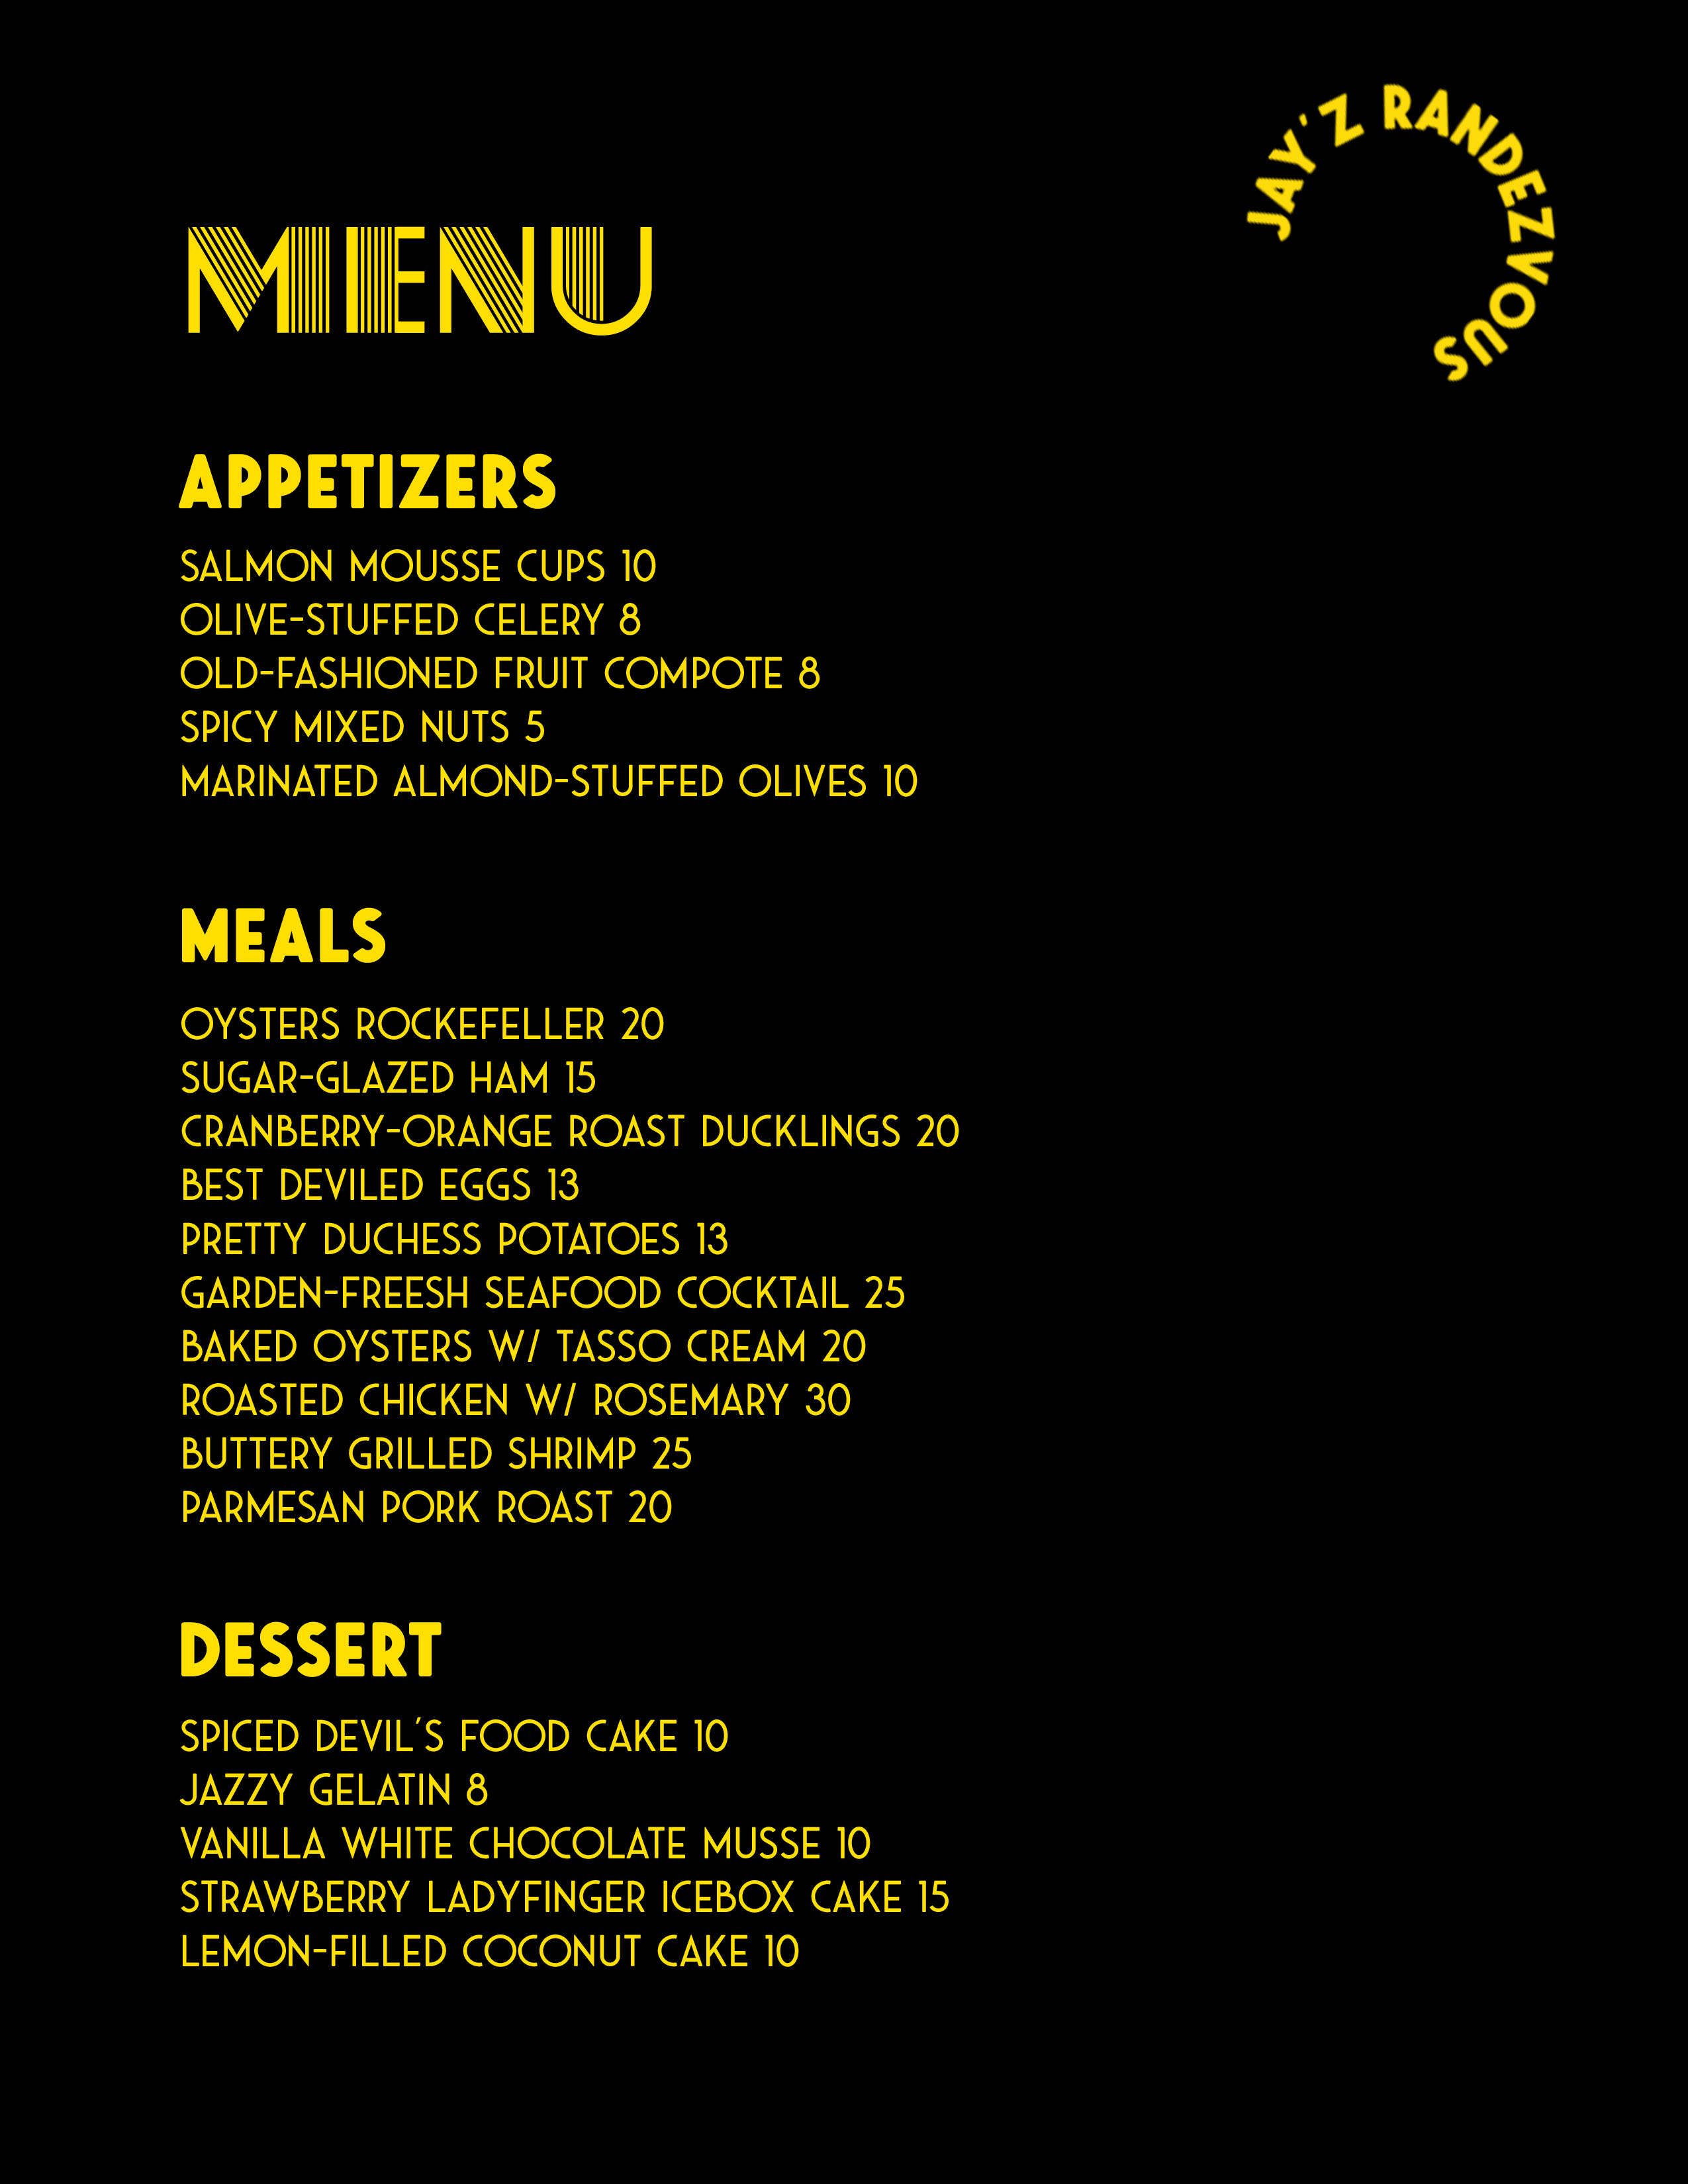 JAY'Z RANDEZVOUS
MENU
APPETIZERS
SALMON MOUSSE CUPS 10
OLIVE-STUFFED CELERY 8
OLD-FASHIONED FRUIT COMPOTE 8
SPICY MIXED NUTS 5
MARINATED ALMOND-STUFFED OLIVES 10
MEALS
OYSTERS ROCKEFELLER 20
SUGAR-GLAZED HAM 15
CRANBERRY-ORANGE ROAST DUCKLINGS 20
BEST DEVILED EGGS 13
PRETTY DUCHESS POTATOES 13
GARDEN-FREESH SEAFOOD COCKTAIL 25
BAKED OYSTERS W/ TASSO CREAM 20
ROASTED CHICKEN W/ ROSEMARY 30
BUTTERY GRILLED SHRIMP 25
PARMESAN PORK ROAST 20
DESSERT
SPICED DEVIL'S FOOD CAKE 10
JAZZY GELATIN 8
VANILLA WHITE CHOCOLATE MUSSE 10
STRAWBERRY LADYFINGER ICEBOX CAKE 15
LEMON-FILLED COCONUT CAKE 10